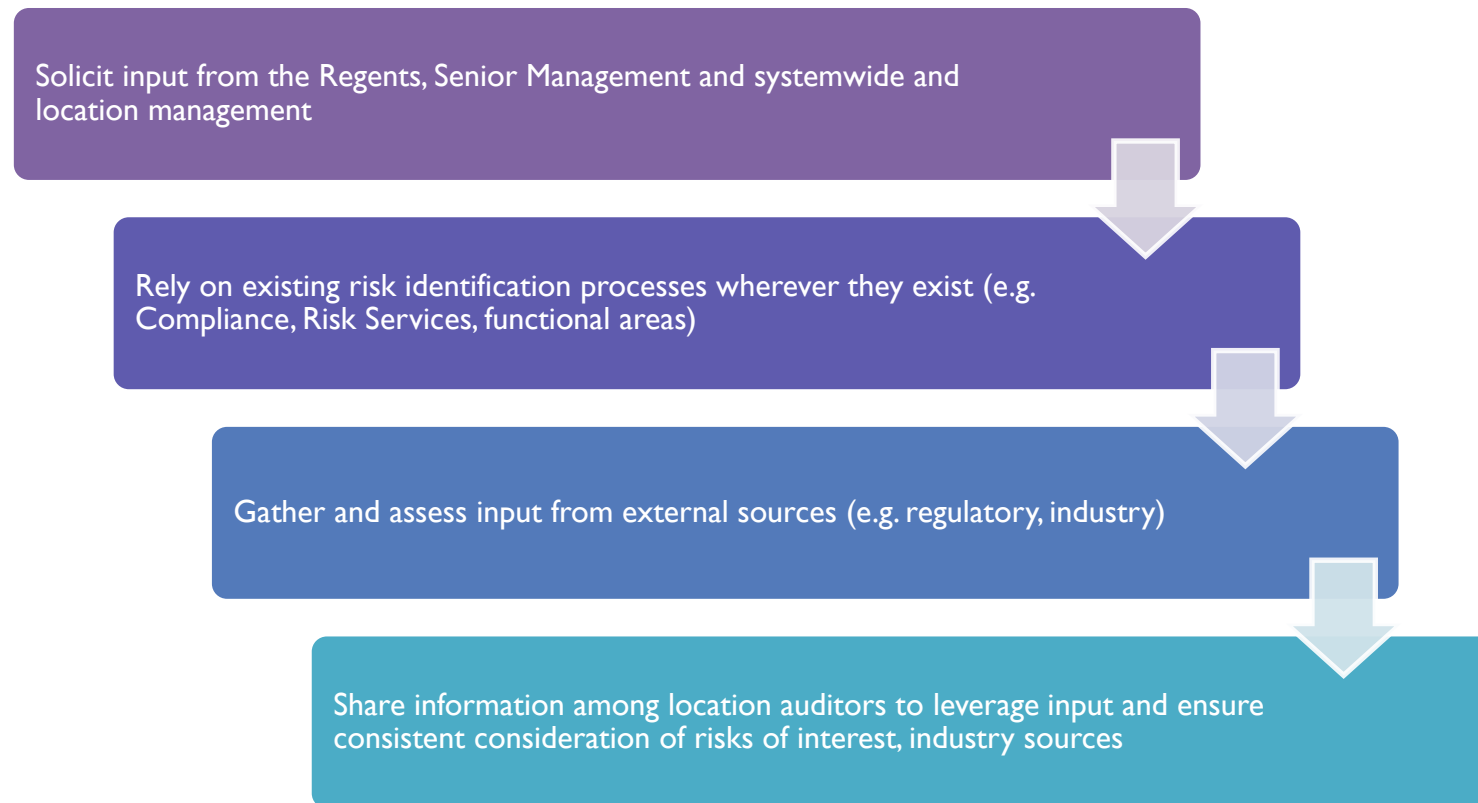 Solicit input from the Regents, Senior Management and systemwide and
location management
Rely on existing risk identification processes wherever they exist (e.g.
Compliance, Risk Services, functional areas)
Gather and assess input from external sources (e.g. regulatory, industry)
Share information among location auditors to leverage input and ensure
consistent consideration of risks of interest, industry sources